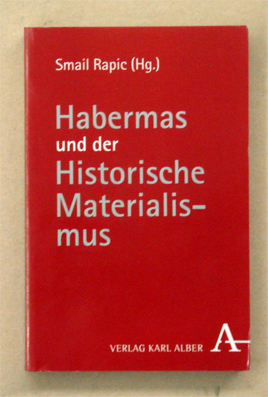 Smail Rapic (Hg.)
Habermas
und der
Historische
Materialis–
mus
VERLAG KARL ALBER A